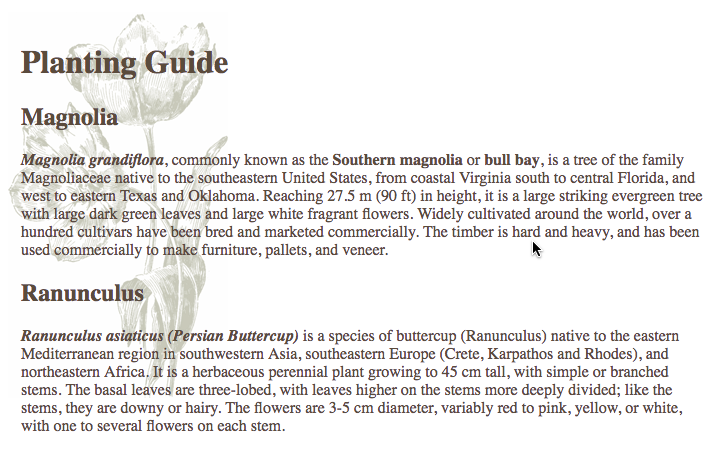 Planting Guide
Magnolia
Magnolia grandiflora, commonly known as the Southern magnolia or bull bay, is a tree of the family
Magnoliaceae native to the southeastern United States, from coastal Virginia south to central Florida, and
west to eastern Texas and Oklahoma. Reaching 27.5 m (90 ft) in height, it is a large striking evergreen tree
with large dark green leaves and large white fragrant flowers. Widely cultivated around the world, over a
hundred cultivars have been bred and marketed commercially. The timber is hard and heavy, and has been
used commercially to make furniture, pallets, and veneer.
Ranunculus
Ranunculus asiaticus (Persian Buttercup) is a species of buttercup (Ranunculus) native to the eastern
Mediterranean region in southwestern Asia, southeastern Europe (Crete, Karpathos and Rhodes), and
northeastern Africa. It is a herbaceous perennial plant growing to 45 cm tall, with simple or branched
stems. The basal leaves are three-lobed, with leaves higher on the stems more deeply divided; like the
stems, they are downy or hairy. The flowers are 3-5 cm diameter, variably red to pink, yellow, or white,
with one to several flowers on each stem.